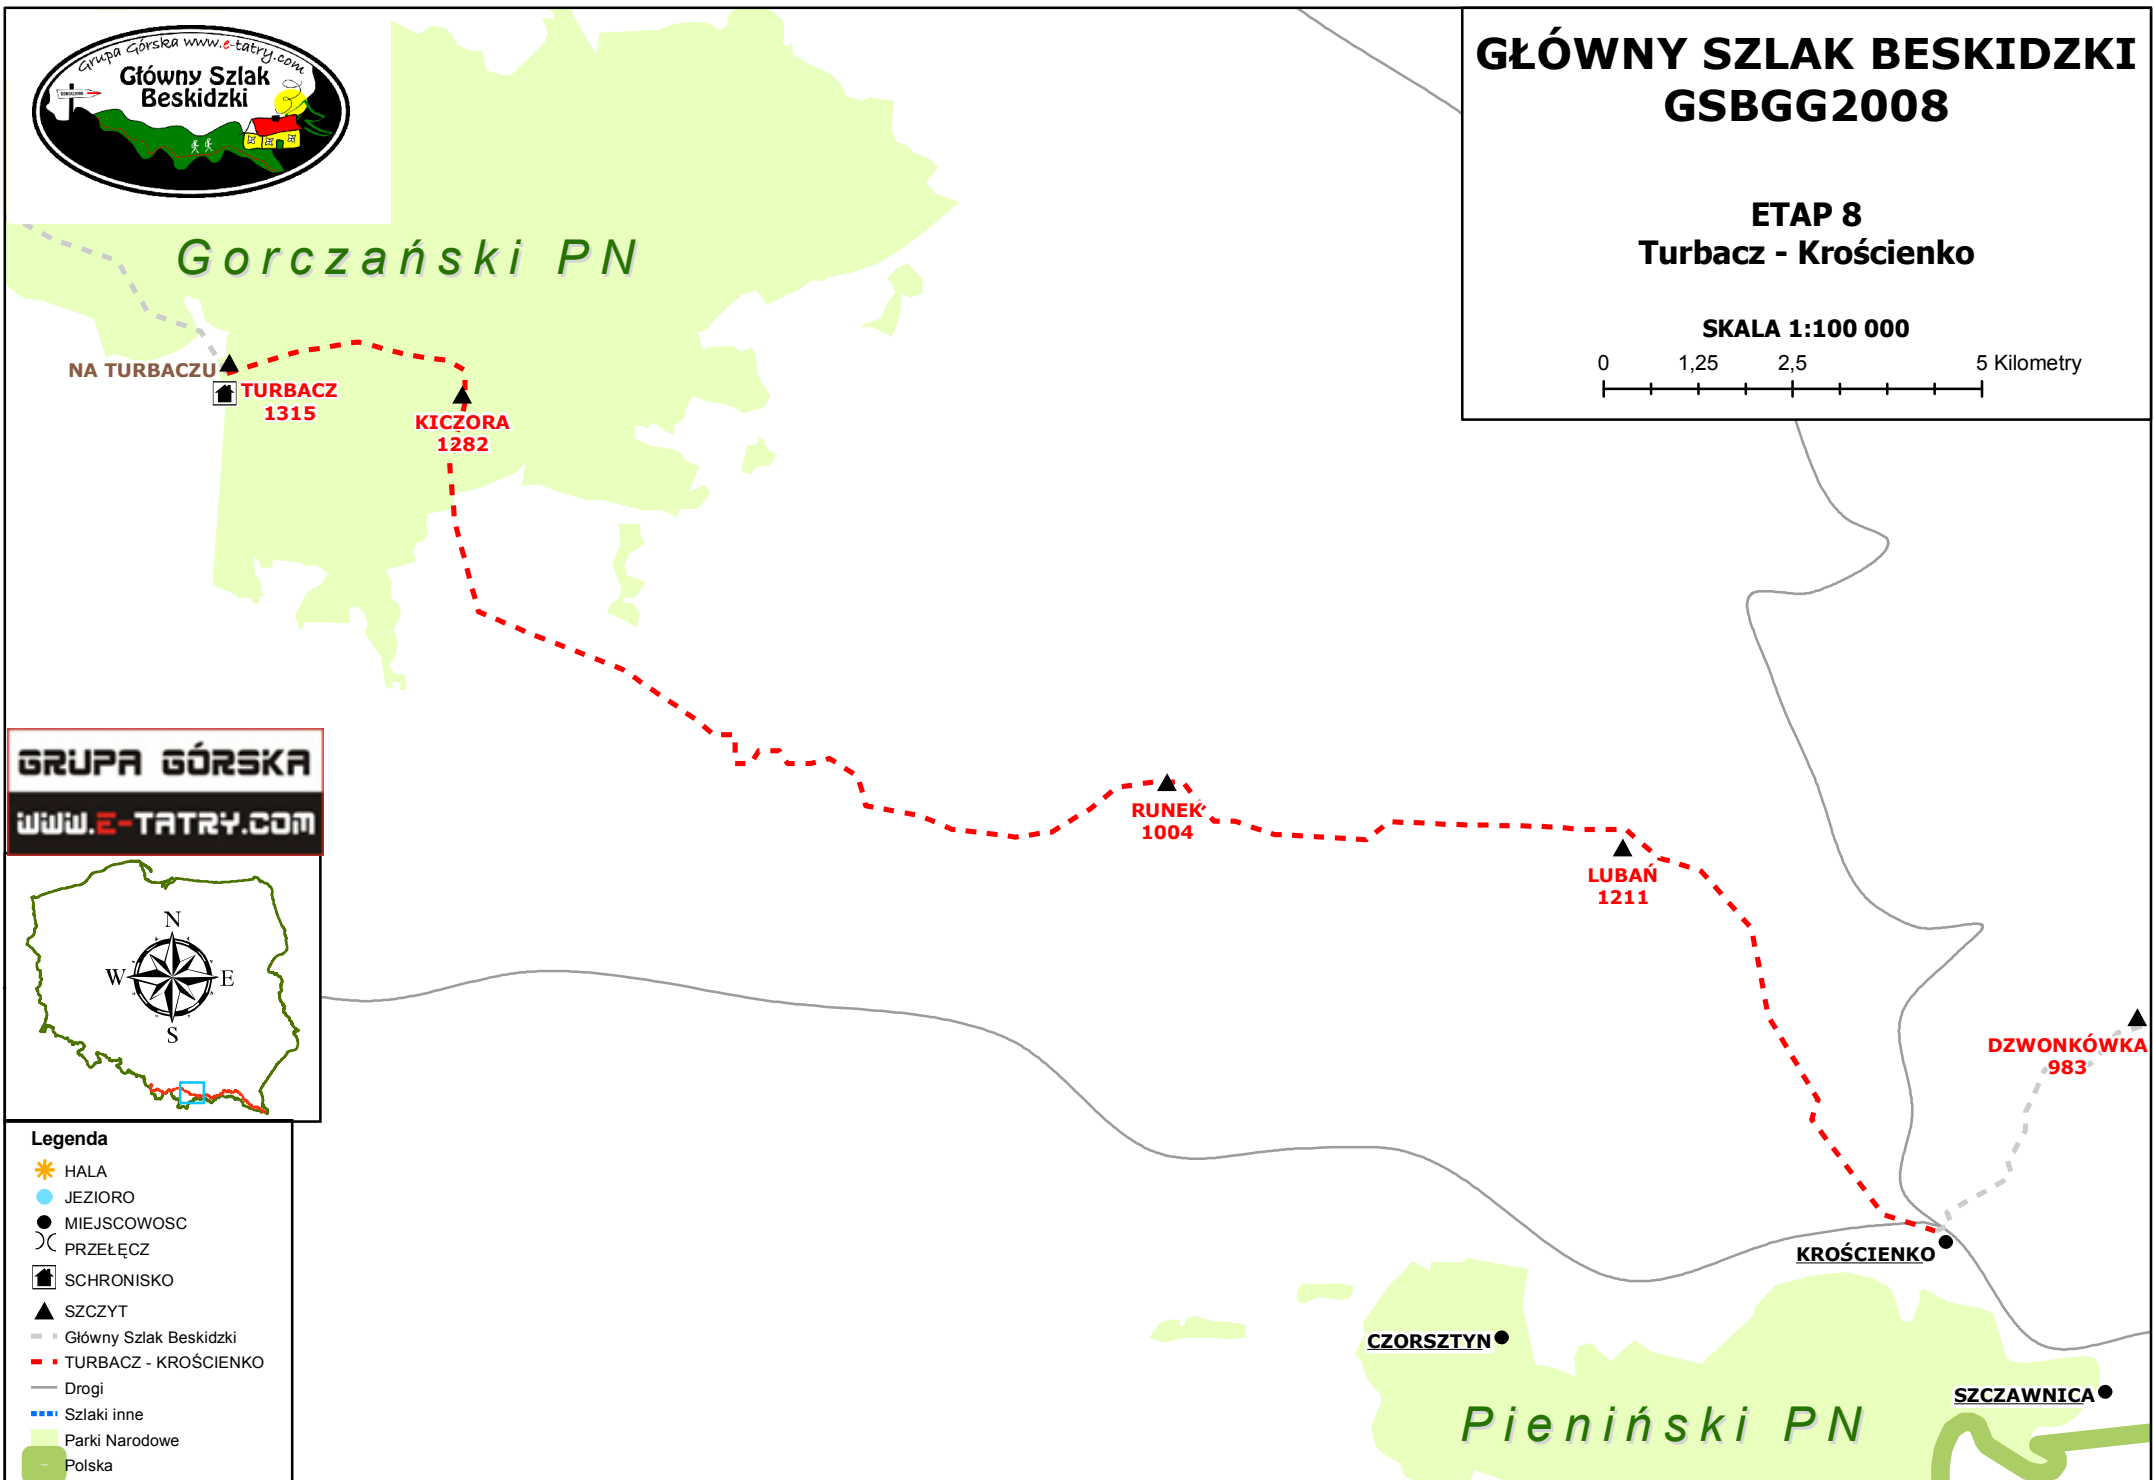 Grupa Górska www.e-tatry.com
Główny Szlak
Beskidzki
GSBGG2008
GŁÓWNY SZLAK BESKIDZKI
GSBGG2008
ETAP 8
Turbacz - Krościenko
SKALA 1:100 000
0 1,25 2,5 5 Kilometry
Gorczański PN
NA TURBACZU
TURBACZ
1315
KICZORA
1282
RUNEK
1004
LUBAŃ
1211
DZWONKÓWKA
983
KROŚCIENKO
CZORSZTYN
SZCZAWNICA
Pieniński PN
GRUPA GÓRSKA
WWW.E-TATRY.COM
N
W E
S
Legenda
HALA
JEZIORO
MIEJSCOWOSC
PRZEŁĘCZ
SCHRONISKO
SZCZYT
Główny Szlak Beskidzki
TURBACZ - KROŚCIENKO
Drogi
Szlaki inne
Parki Narodowe
Polska